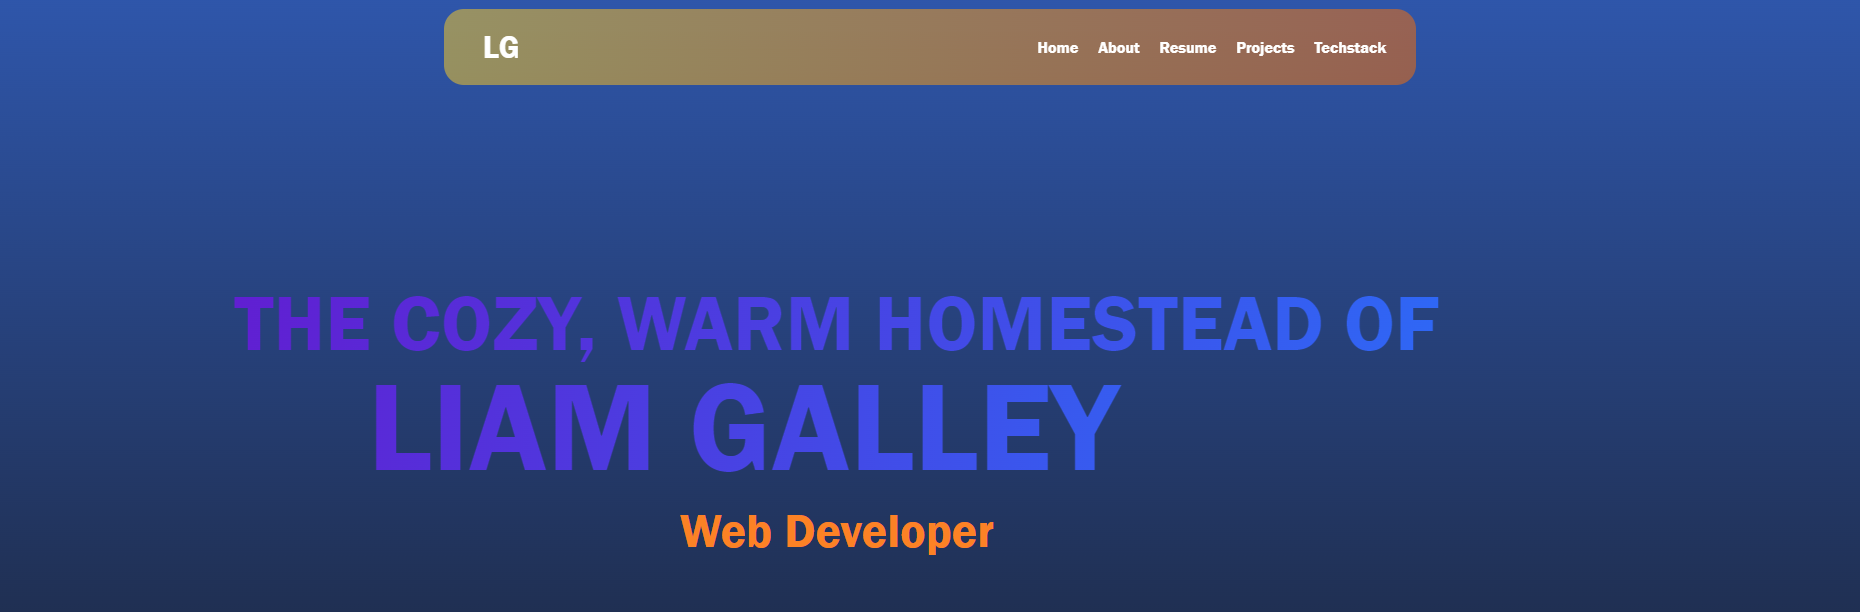 LG
Home About Resume Projects Techstack
THE COZY, WARM HOMESTEAD OF
LIAM GALLEY
Web Developer